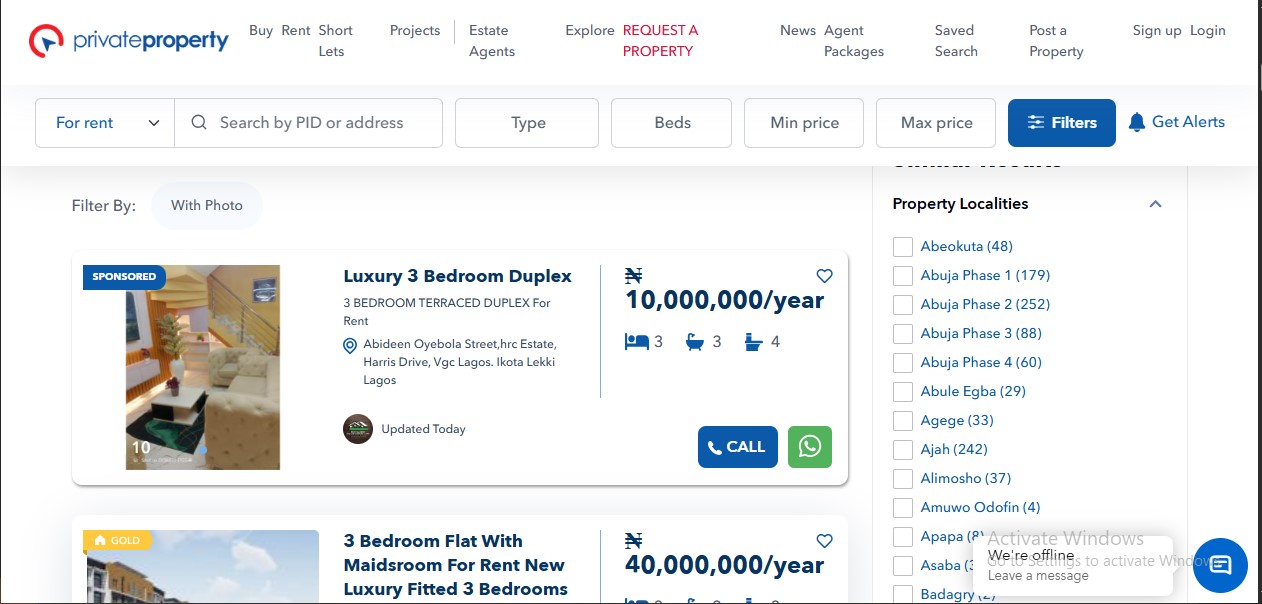 privateproperty
Buy Rent Short Lets Projects Estate Agents Explore REQUEST A PROPERTY News Agent Packages Saved Search Post a Property Sign up Login
For rent Search by PID or address Type Beds Min price Max price Filters Get Alerts
Filter By: With Photo
SPONSORED
10
Luxury 3 Bedroom Duplex
3 BEDROOM TERRACED DUPLEX For
Rent
Abideen Oyebola Street,hrc Estate,
Harris Drive, Vgc Lagos. Ikota Lekki
Lagos
Updated Today
₦
10,000,000/year
3 3 4
CALL
GOLD
3 Bedroom Flat With
Maidsroom For Rent New
Luxury Fitted 3 Bedrooms
₦
40,000,000/year
Property Localities
Abeokuta (48)
Abuja Phase 1 (179)
Abuja Phase 2 (252)
Abuja Phase 3 (88)
Abuja Phase 4 (60)
Abule Egba (29)
Agege (33)
Ajah (242)
Alimosho (37)
Amuwo Odofin (4)
Apapa (8)
Asaba
Badagry (2)
Activate Windows
Go to Settings to activate Windows.
We're offline
Leave a message